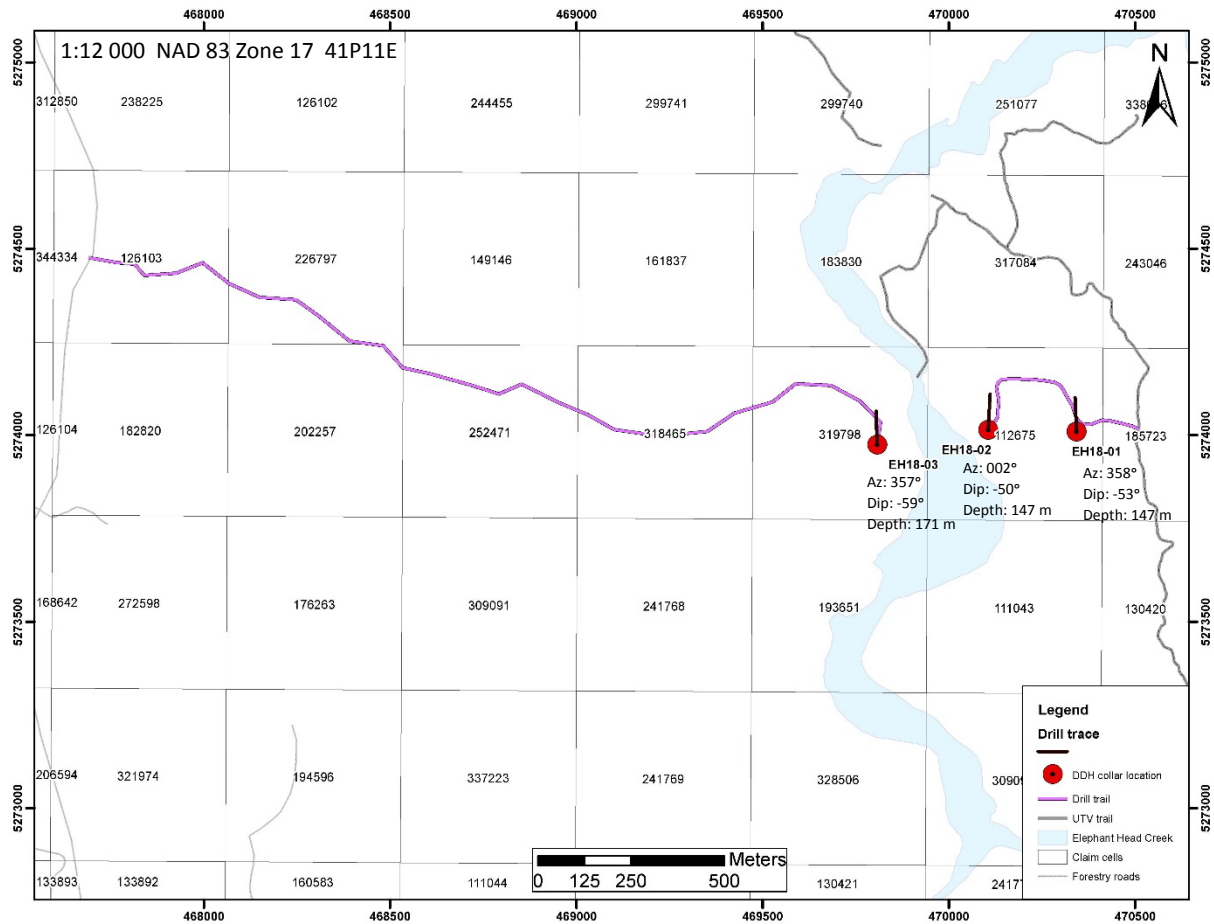 468000 468500 469000 469500 470000 470500
1:12 000 NAD 83 Zone 17 41P11E
N
5275000 5275000
312850 238225 126102 244455 299741 299740 251077
5274500 5274500
344334 126103 226797 149146 161837 183830 317084 243046
5274000 5274000
126104 182820 202257 252471 318465 319798 112675 185723
EH18-03
Az: 357°
Dip: -59°
Depth: 171 m
EH18-02
Az: 002°
Dip: -50°
Depth: 147 m
EH18-01
Az: 358°
Dip: -53°
Depth: 147 m
5273500 5273500
168642 272598 176263 309091 241768 193651 111043 130420
5273000 5273000
206594 321974 194596 337223 241769 328506
133893 133892 160583 111044 130421
Legend
Drill trace
DDH collar location
Drill trail
UTV trail
Elephant Head Creek
Claim cells
Forestry roads
Meters
0 125 250 500
468000 468500 469000 469500 470000 470500